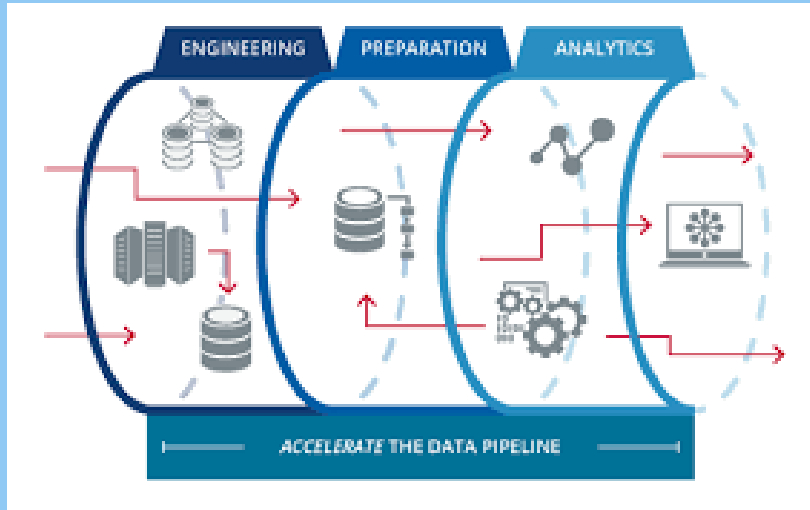 ENGINEERING
PREPARATION
ANALYTICS
ACCELERATE THE DATA PIPELINE